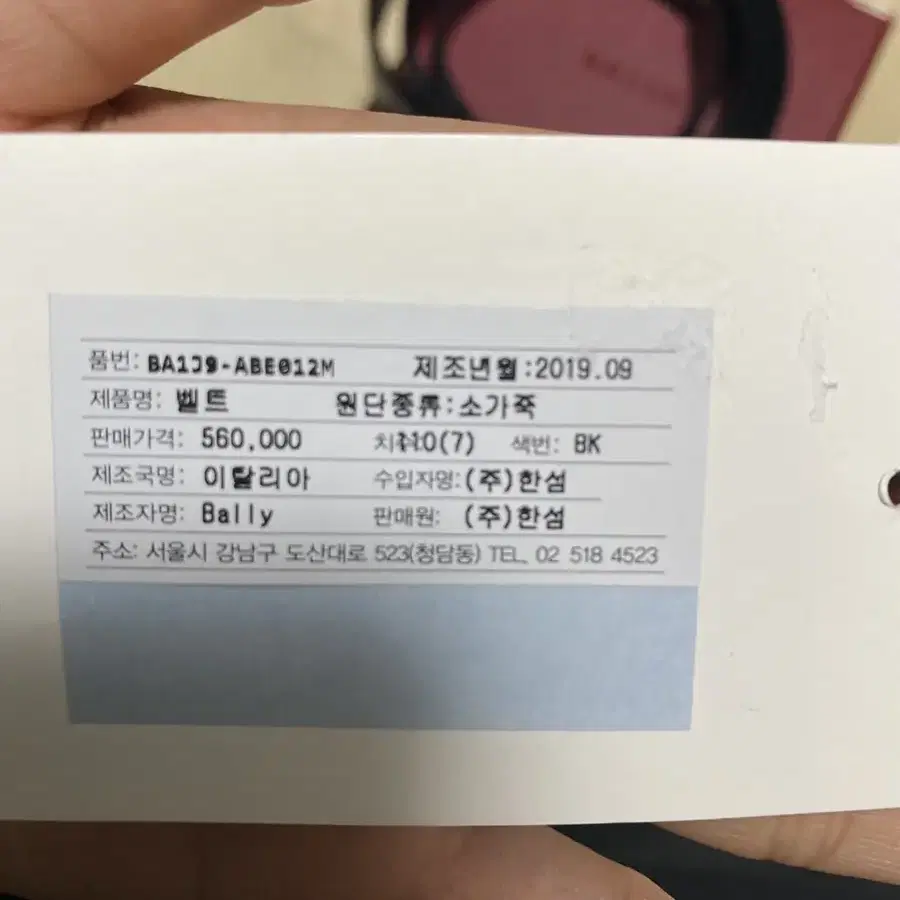 품번: BA1J9-ABE012M 제조년월:2019.09
제품명: 벨트 원단종류:소가죽
판매가격: 560,000 110(7) 색번: BK
제조국명: 이탈리아 수입자명:(주)한섬
제조자명: Bally 판매원: (주)한섬
주소: 서울시 강남구 도산대로 523(청담동) TEL. 02 518 4523